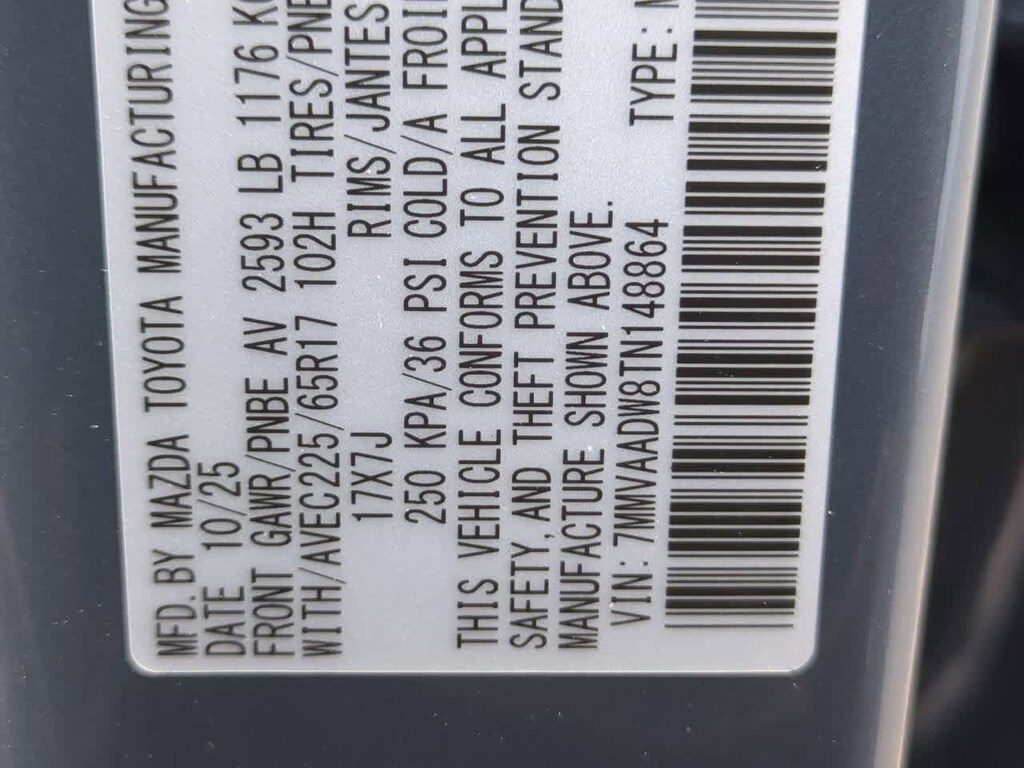 MFD.BY MAZDA TOYOTA MANUFACTURING
DATE 10/25
FRONT GAWR/PNBE AV 2593 LB 1176 K
WITH/AVEC225/65R17 102H TIRES/PNE
17X7J RIMS/JANTES
250 KPA/36 PSI COLD/A FROI
THIS VEHICLE CONFORMS TO ALL APPL
SAFETY,AND THEFT PREVENTION STAND
MANUFACTURE SHOWN ABOVE.
VIN:7MMVAADW8TN148864 TYPE: